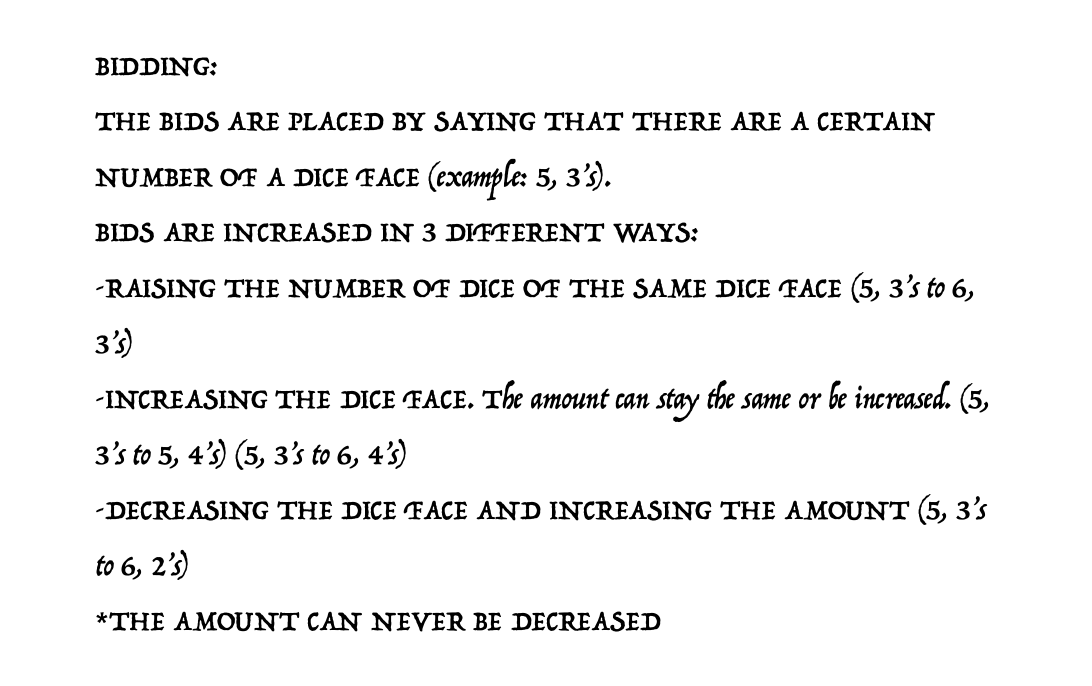 BIDDING:
THE BIDS ARE PLACED BY SAYING THAT THERE ARE A CERTAIN
NUMBER OF A DICE FACE (example: 5, 3's).
BIDS ARE INCREASED IN 3 DIFFERENT WAYS:
-RAISING THE NUMBER OF DICE OF THE SAME DICE FACE (5, 3's to 6,
3's)
-INCREASING THE DICE FACE. The amount can stay the same or be increased. (5,
3's to 5, 4's) (5, 3's to 6, 4's)
-DECREASING THE DICE FACE AND INCREASING THE AMOUNT (5, 3's
to 6, 2's)
*THE AMOUNT CAN NEVER BE DECREASED